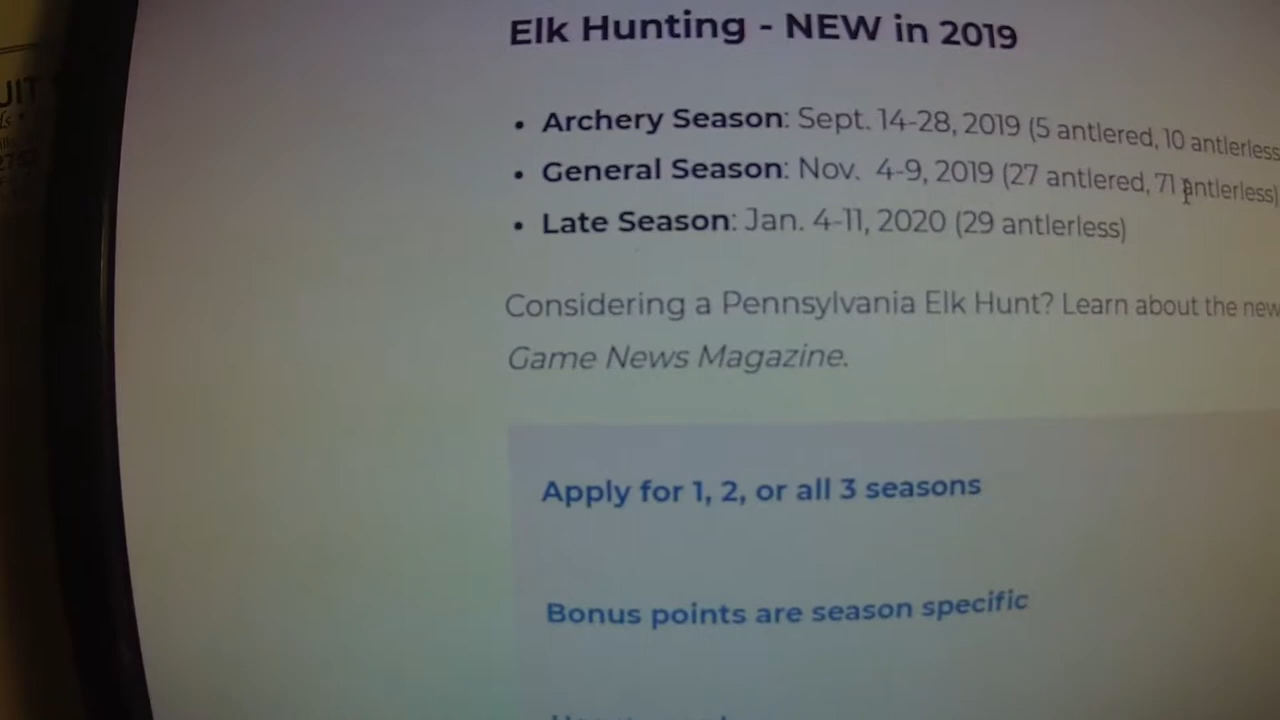 Elk Hunting - NEW in 2019
• Archery Season: Sept. 14-28, 2019 (5 antlered, 10 antlerless
• General Season: Nov. 4-9, 2019 (27 antlered, 71 antlerless)
• Late Season: Jan. 4-11, 2020 (29 antlerless)
Considering a Pennsylvania Elk Hunt? Learn about the new
Game News Magazine.
Apply for 1, 2, or all 3 seasons
Bonus points are season specific